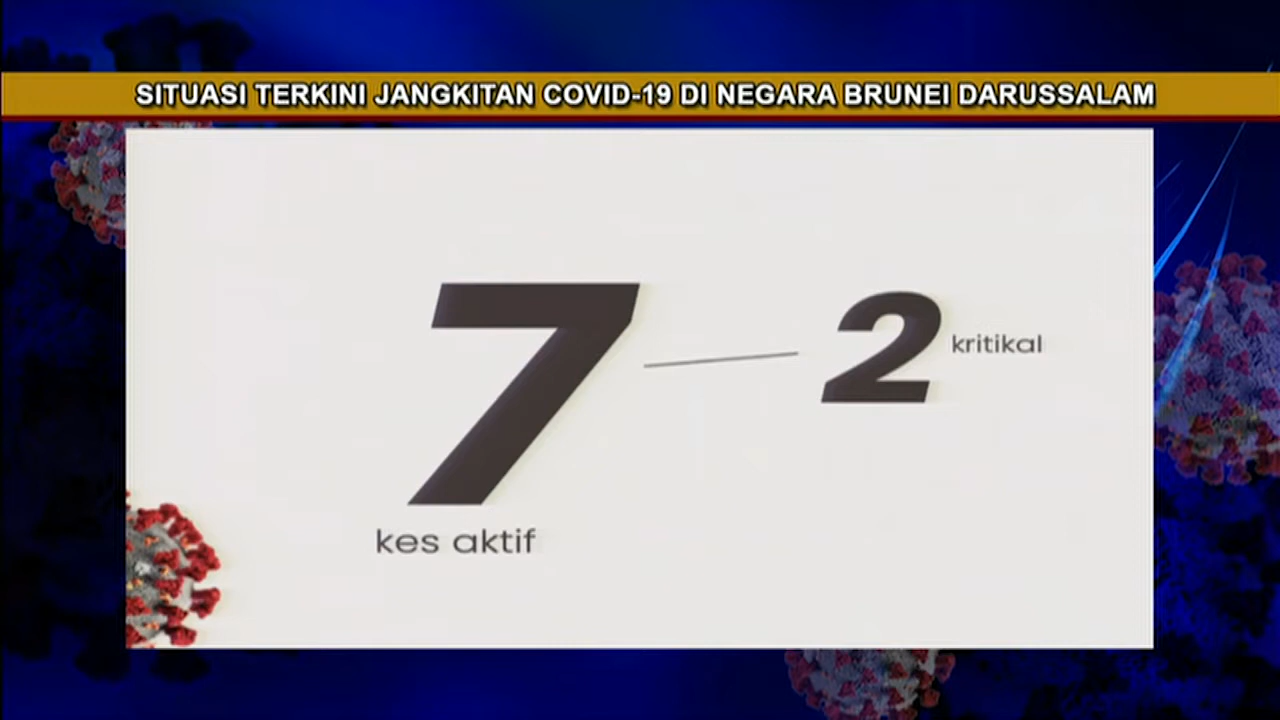 SITUASI TERKINI JANGKITAN COVID-19 DI NEGARA BRUNEI DARUSSALAM
7
2 kritikal
kes aktif